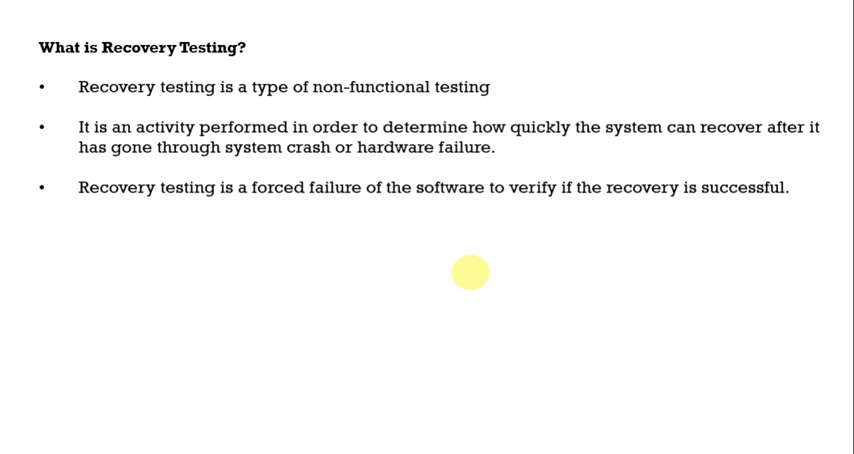 What is Recovery Testing?
• Recovery testing is a type of non-functional testing
• It is an activity performed in order to determine how quickly the system can recover after it
has gone through system crash or hardware failure.
• Recovery testing is a forced failure of the software to verify if the recovery is successful.